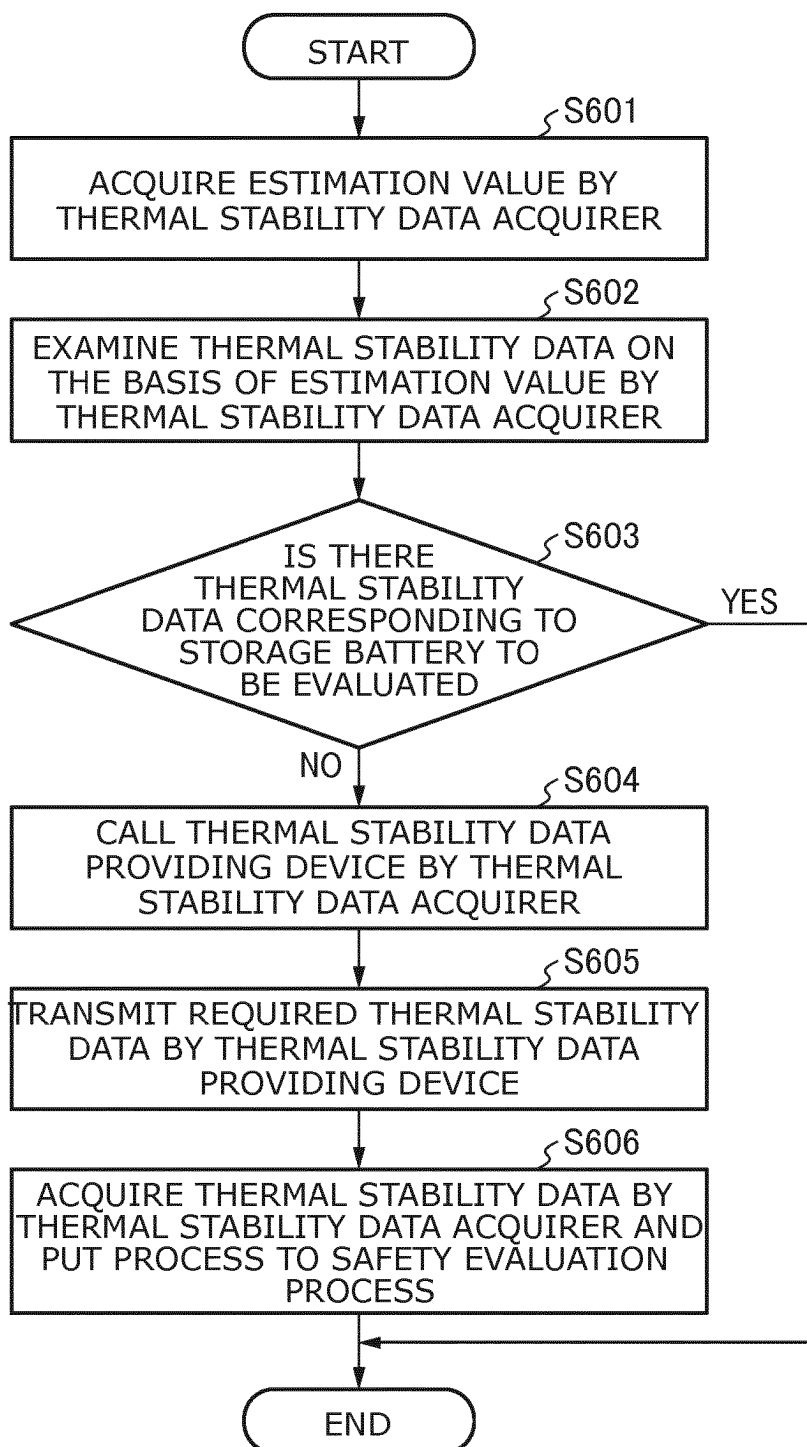 START
S601
ACQUIRE ESTIMATION VALUE BY
THERMAL STABILITY DATA ACQUIRER
S602
EXAMINE THERMAL STABILITY DATA ON
THE BASIS OF ESTIMATION VALUE BY
THERMAL STABILITY DATA ACQUIRER
S603
IS THERE
THERMAL STABILITY
DATA CORRESPONDING TO
STORAGE BATTERY TO
BE EVALUATED
YES
NO
S604
CALL THERMAL STABILITY DATA
PROVIDING DEVICE BY THERMAL
STABILITY DATA ACQUIRER
S605
TRANSMIT REQUIRED THERMAL STABILITY
DATA BY THERMAL STABILITY DATA
PROVIDING DEVICE
S606
ACQUIRE THERMAL STABILITY DATA BY
THERMAL STABILITY DATA ACQUIRER AND
PUT PROCESS TO SAFETY EVALUATION
PROCESS
END